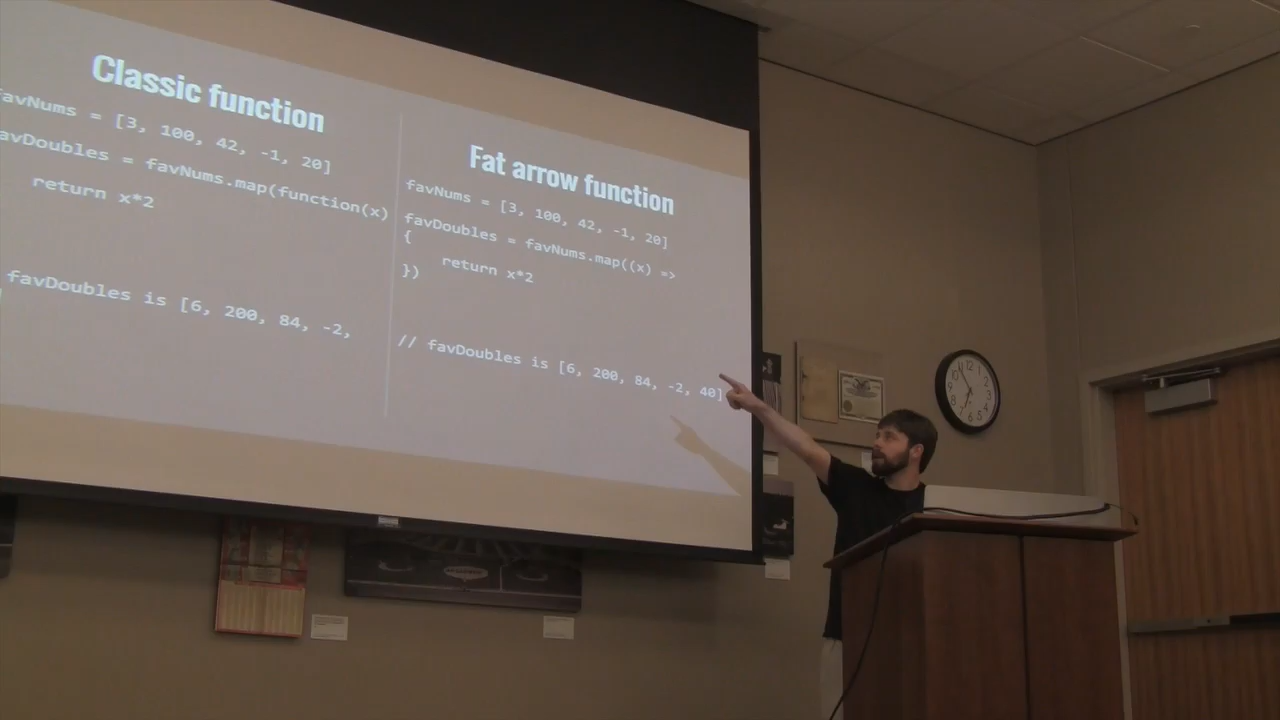 Classic function
favNums = [3, 100, 42, -1, 20]
favDoubles = favNums.map(function(x)
return x*2
favDoubles is [6, 200, 84, -2,
Fat arrow function
favNums = [3, 100, 42, -1, 20]
favDoubles = favNums.map((x) =>
{
return x*2
})
// favDoubles is [6, 200, 84, -2, 40]